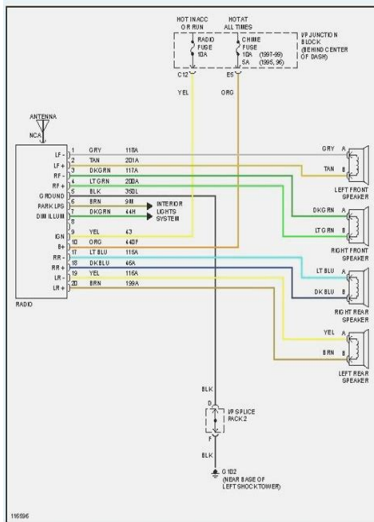 HOT IN ACC OR RUN
HOT AT ALL TIMES
RADIO FUSE 10A
CHIME FUSE 10A (1997-99) 5A (1995, 96)
I/P JUNCTION BLOCK (BEHIND CENTER OF DASH)
C12
E5
YEL
ORG
ANTENNA
NCA
LF - 1 GRY 118A
LF + 2 TAN 201A
RF - 3 DK GRN 117A
RF + 4 LT GRN 200A
GROUND 5 BLK 350L
PARK LPG 6 BRN
DIM ILLUM 7 DK GRN 44H
INTERIOR LIGHTS SYSTEM
8
IGN 9 YEL 43
B+ 10 ORG 440F
RR - 17 LT BLU 115A
RR + 18 DK BLU 46A
LR - 19 YEL 116A
LR + 20 BRN 199A
RADIO
GRY A
TAN B
LEFT FRONT SPEAKER
DK GRN A
LT GRN B
RIGHT FRONT SPEAKER
LT BLU A
DK BLU B
RIGHT REAR SPEAKER
YEL A
BRN B
LEFT REAR SPEAKER
BLK
D
I/P SPLICE PACK 2
F
BLK
G102 (NEAR BASE OF LEFT SHOCK TOWER)
116896